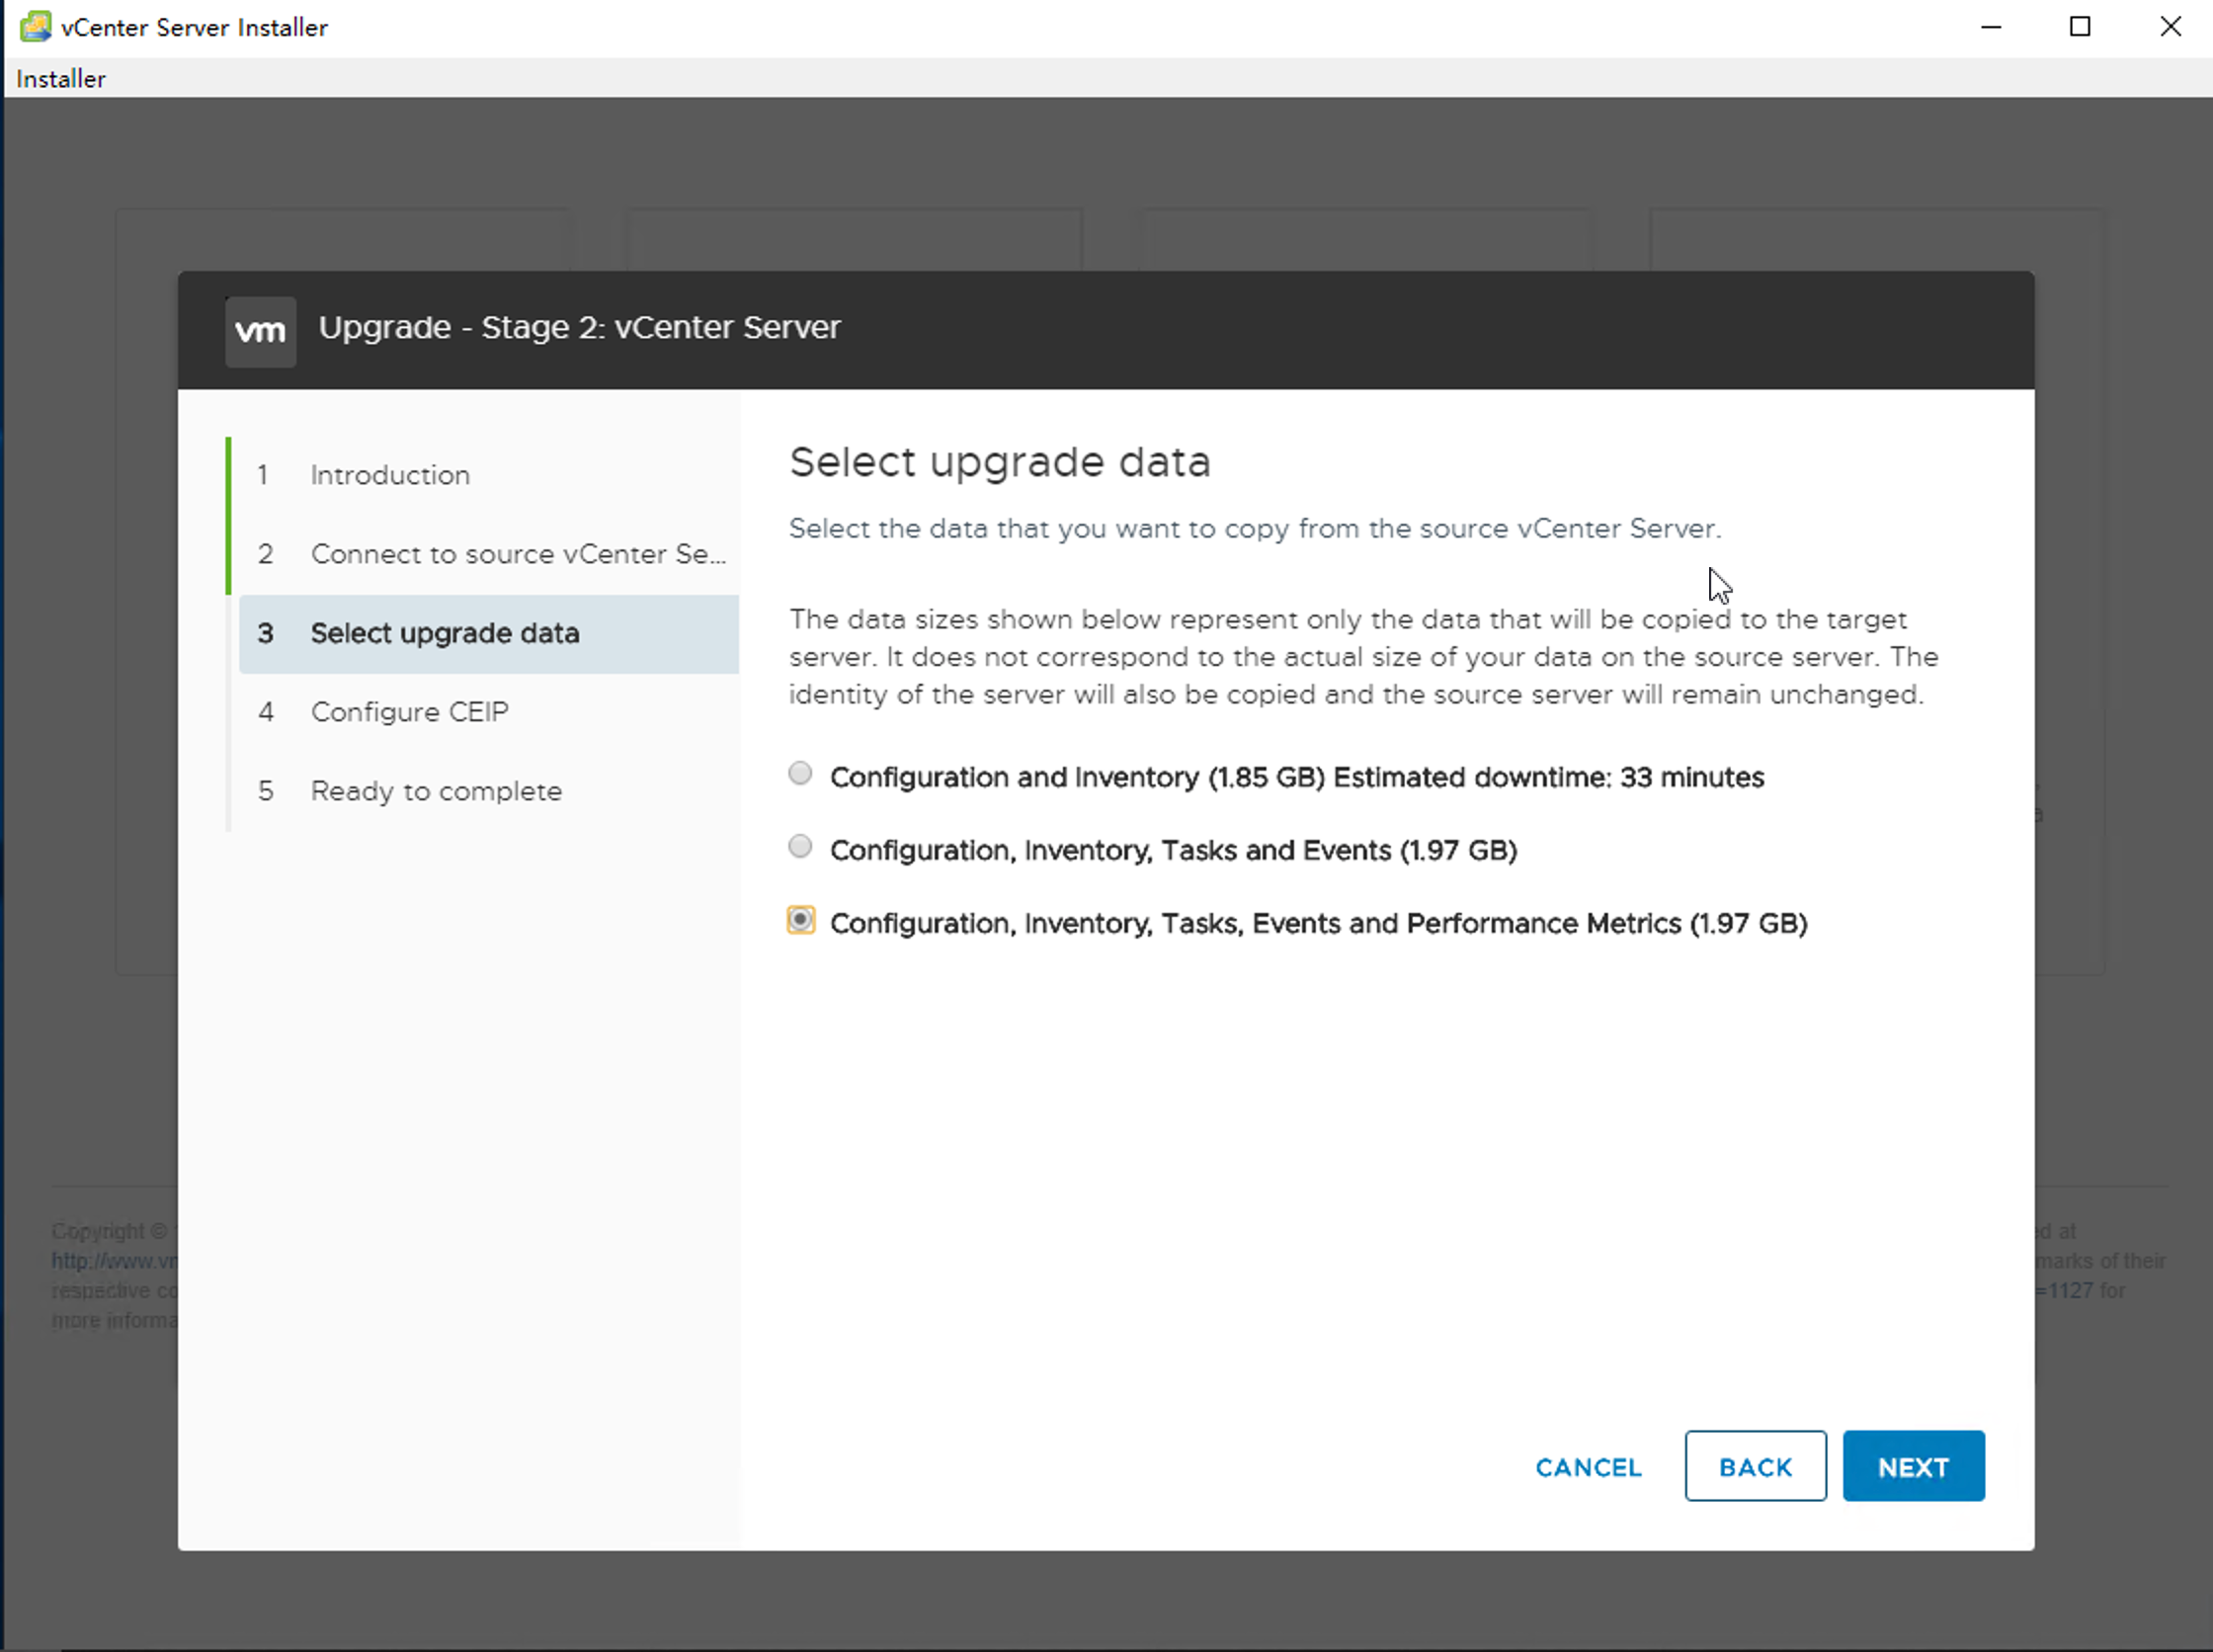 vCenter Server Installer
Installer
vm Upgrade - Stage 2: vCenter Server
1 Introduction
2 Connect to source vCenter Se...
3 Select upgrade data
4 Configure CEIP
5 Ready to complete
Select upgrade data
Select the data that you want to copy from the source vCenter Server.
The data sizes shown below represent only the data that will be copied to the target
server. It does not correspond to the actual size of your data on the source server. The
identity of the server will also be copied and the source server will remain unchanged.
Configuration and Inventory (1.85 GB) Estimated downtime: 33 minutes
Configuration, Inventory, Tasks and Events (1.97 GB)
Configuration, Inventory, Tasks, Events and Performance Metrics (1.97 GB)
CANCEL BACK NEXT
Copyright © ed at
http://www.vm marks of their
respective co =1127 for
more informa